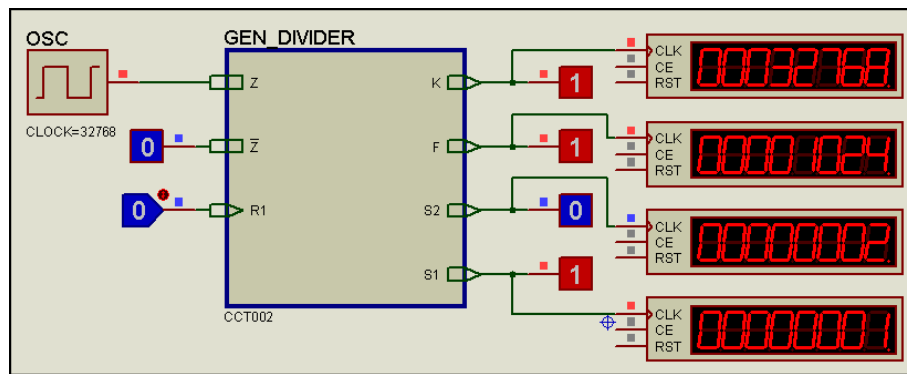 OSC
CLOCK=32768
0
0
GEN_DIVIDER
Z
Z̅
R1
K
F
S2
S1
CCT002
1
1
0
1
CLK
CE
RST
00032768
CLK
CE
RST
00001024
CLK
CE
RST
00000002
CLK
CE
RST
00000001